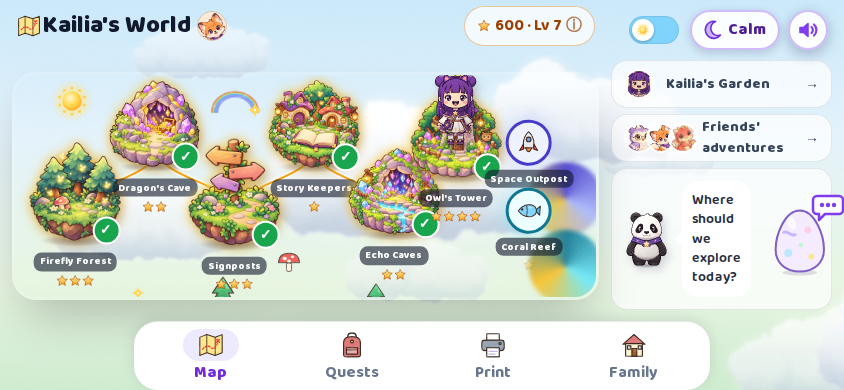 Kailia's World
600 · Lv 7 ⓘ
Calm
Kailia's Garden →
Friends'
adventures →
Dragon's Cave
Story Keepers
Space Outpost
Owl's Tower
Firefly Forest
Signposts
Echo Caves
Coral Reef
Where
should
we
explore
today?
Map
Quests
Print
Family